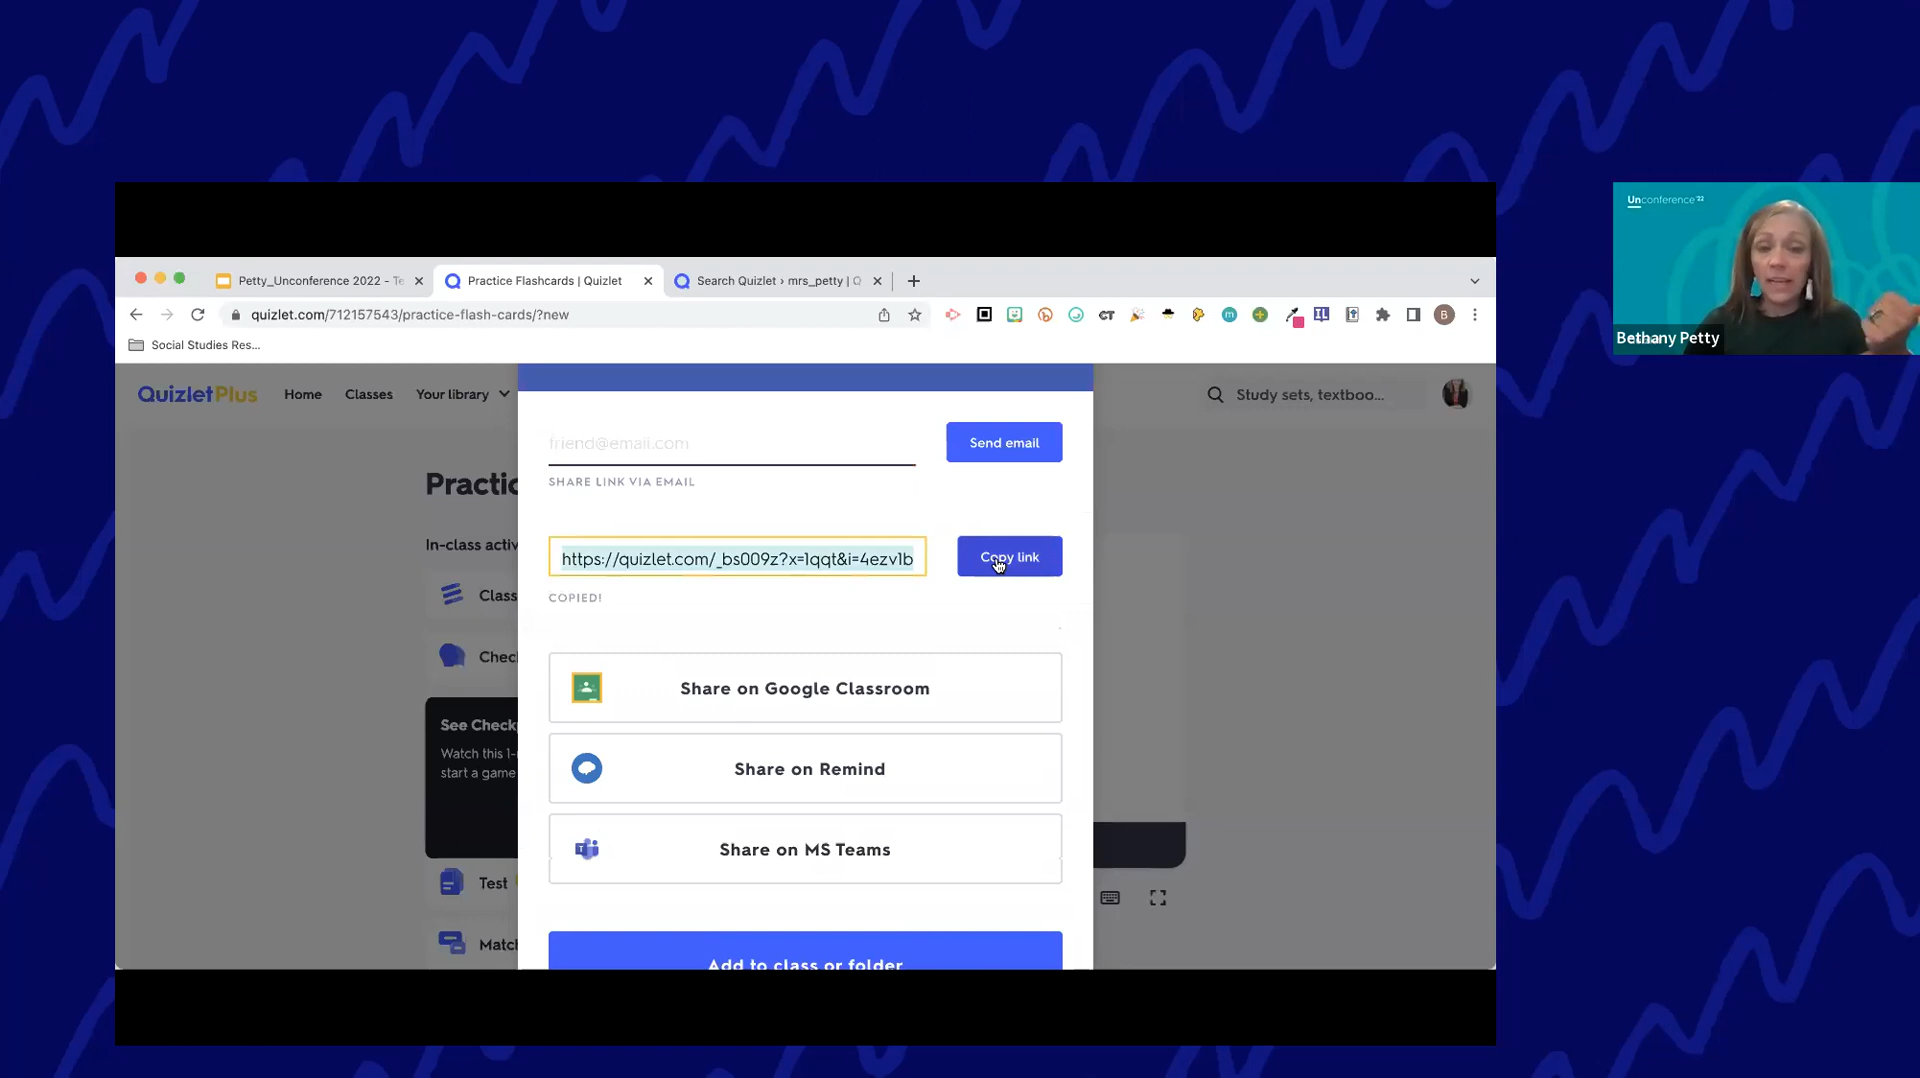 Unconference '22
Bethany Petty
Petty_Unconference 2022 - Te
Practice Flashcards | Quizlet
Search Quizlet › mrs_petty | Q
quizlet.com/712157543/practice-flash-cards/?new
Social Studies Res...
QuizletPlus
Home
Classes
Your library
Study sets, textboo...
friend@email.com
Send email
SHARE LINK VIA EMAIL
Practic
In-class activ
https://quizlet.com/_bs009z?x=1qqt&i=4ezv1b
Copy link
COPIED!
Class
Chec
Share on Google Classroom
See Check
Watch this 1-
start a game
Share on Remind
Share on MS Teams
Test
Match
Add to class or folder